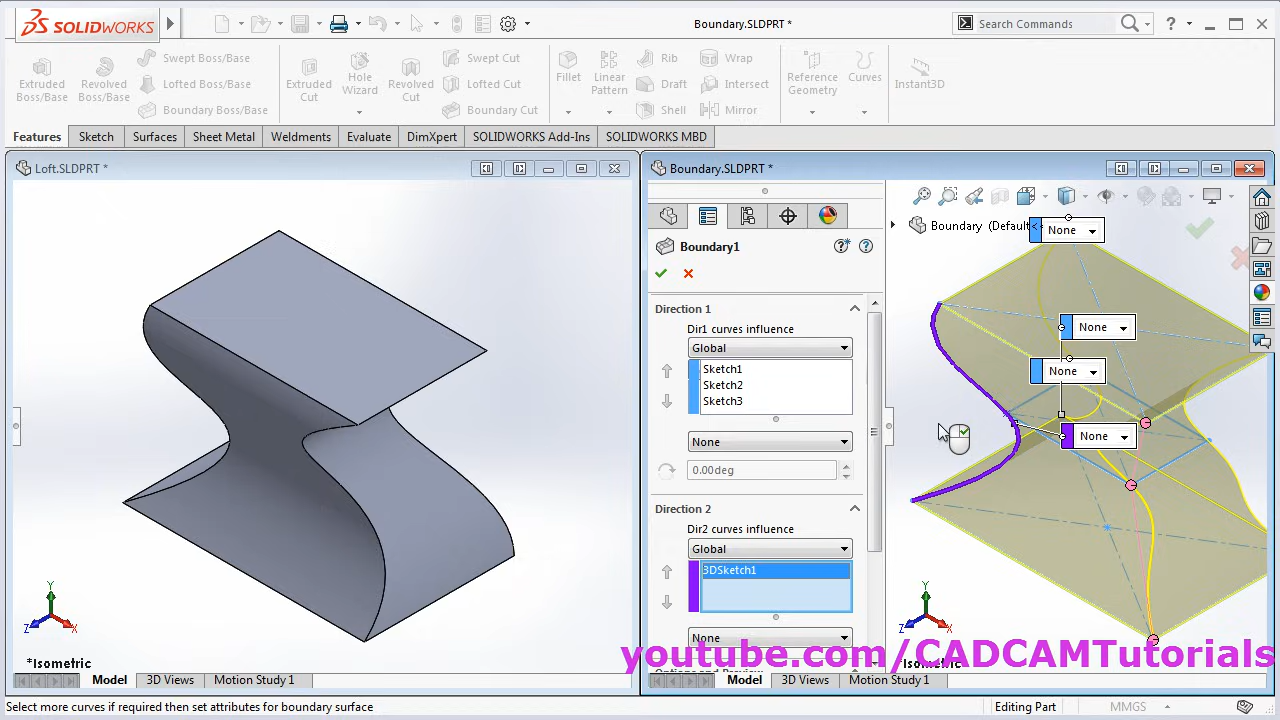 SOLIDWORKS
Boundary.SLDPRT *
Search Commands
?
Extruded Boss/Base
Revolved Boss/Base
Swept Boss/Base
Lofted Boss/Base
Boundary Boss/Base
Extruded Cut
Hole Wizard
Revolved Cut
Swept Cut
Lofted Cut
Boundary Cut
Fillet
Linear Pattern
Rib
Draft
Shell
Wrap
Intersect
Mirror
Reference Geometry
Curves
Instant3D
Features Sketch Surfaces Sheet Metal Weldments Evaluate DimXpert SOLIDWORKS Add-Ins SOLIDWORKS MBD
Loft.SLDPRT *
Y
Z X
*Isometric
Model 3D Views Motion Study 1
Boundary.SLDPRT *
Boundary1
Direction 1
Dir1 curves influence
Global
Sketch1
Sketch2
Sketch3
None
0.00deg
Direction 2
Dir2 curves influence
Global
3DSketch1
None
Boundary (Default<
None
None
None
None
Y
Z X
youtube.com/CADCAMTutorials
Model 3D Views Motion Study 1
Select more curves if required then set attributes for boundary surface
Editing Part
MMGS